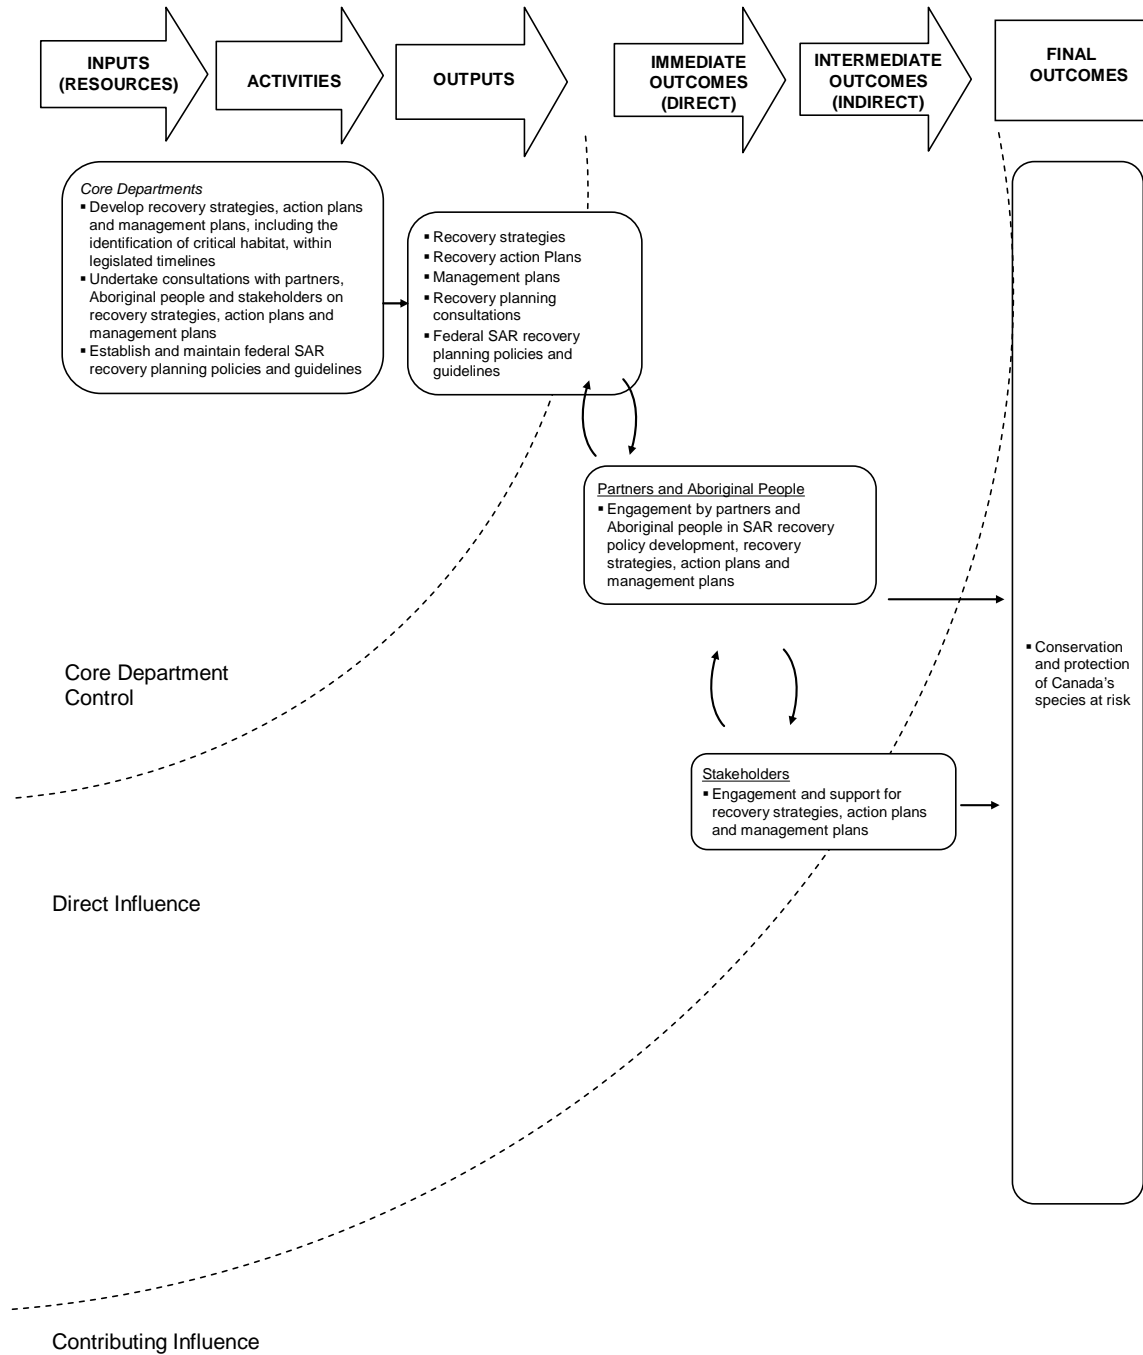 INPUTS
(RESOURCES)
ACTIVITIES
OUTPUTS
IMMEDIATE
OUTCOMES
(DIRECT)
INTERMEDIATE
OUTCOMES
(INDIRECT)
FINAL
OUTCOMES
Core Departments
▪ Develop recovery strategies, action plans
and management plans, including the
identification of critical habitat, within
legislated timelines
▪ Undertake consultations with partners,
Aboriginal people and stakeholders on
recovery strategies, action plans and
management plans
▪ Establish and maintain federal SAR
recovery planning policies and guidelines
▪ Recovery strategies
▪ Recovery action Plans
▪ Management plans
▪ Recovery planning
consultations
▪ Federal SAR recovery
planning policies and
guidelines
Partners and Aboriginal People
▪ Engagement by partners and
Aboriginal people in SAR recovery
policy development, recovery
strategies, action plans and
management plans
▪ Conservation
and protection
of Canada's
species at risk
Core Department
Control
Stakeholders
▪ Engagement and support for
recovery strategies, action plans
and management plans
Direct Influence
Contributing Influence